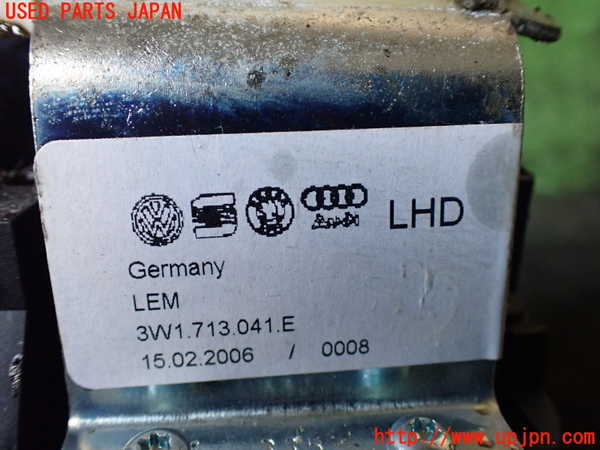 USED PARTS JAPAN
LHD
Germany
LEM
3W1.713.041.E
15.02.2006 / 0008
http://www.upjpn.com